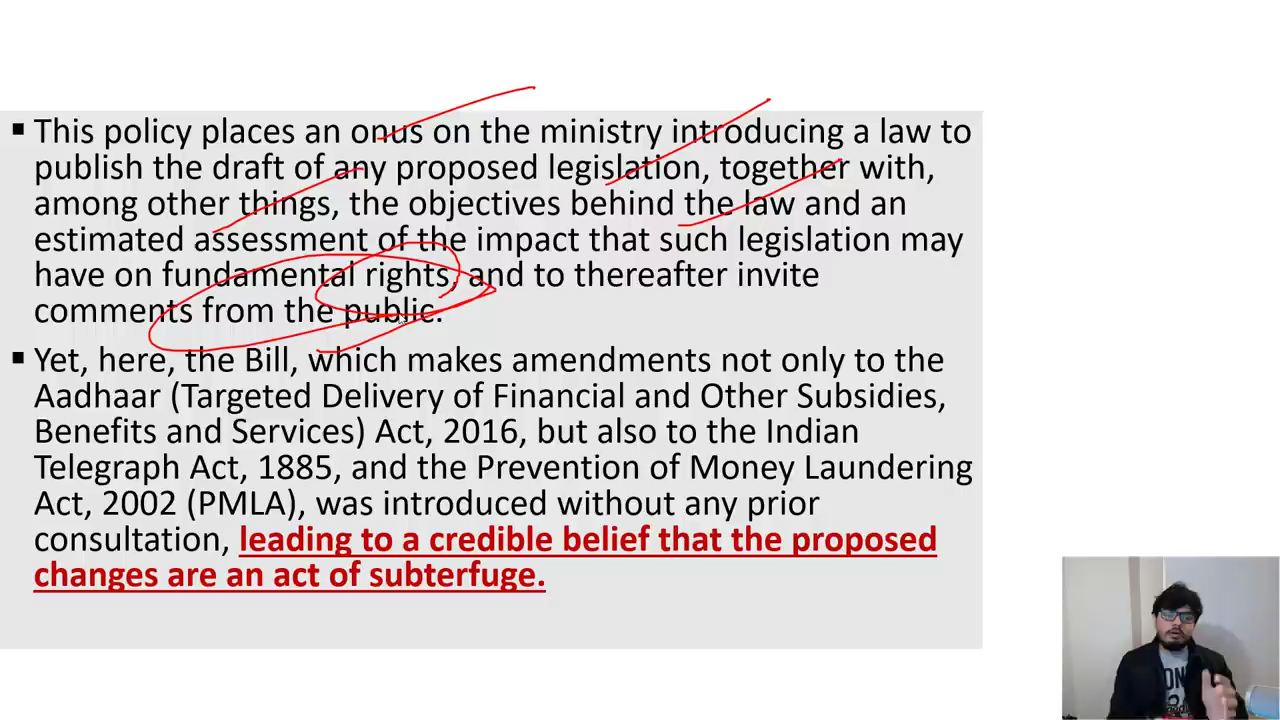 ▪ This policy places an onus on the ministry introducing a law to
publish the draft of any proposed legislation, together with,
among other things, the objectives behind the law and an
estimated assessment of the impact that such legislation may
have on fundamental rights, and to thereafter invite
comments from the public.
▪ Yet, here, the Bill, which makes amendments not only to the
Aadhaar (Targeted Delivery of Financial and Other Subsidies,
Benefits and Services) Act, 2016, but also to the Indian
Telegraph Act, 1885, and the Prevention of Money Laundering
Act, 2002 (PMLA), was introduced without any prior
consultation, leading to a credible belief that the proposed
changes are an act of subterfuge.